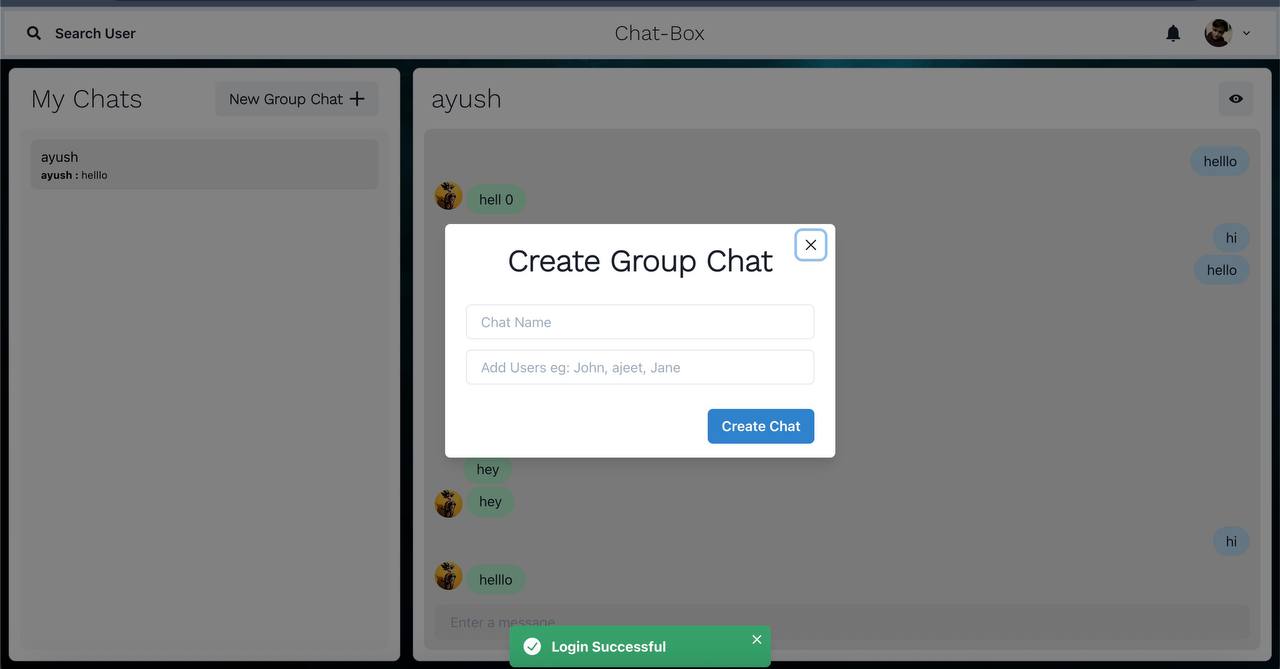 Search User
Chat-Box
My Chats
New Group Chat
ayush
ayush : helllo
ayush
helllo
hell 0
hi
hello
Create Group Chat
Chat Name
Add Users eg: John, ajeet, Jane
Create Chat
hey
hey
hi
helllo
Enter a message
Login Successful